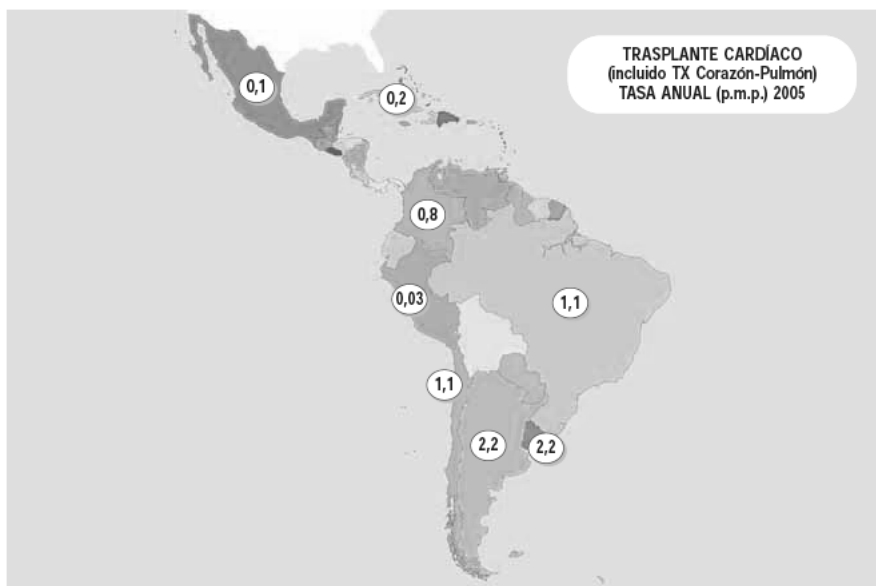 TRASPLANTE CARDÍACO
(incluido TX Corazón-Pulmón)
TASA ANUAL (p.m.p.) 2005
0,1
0,2
0,8
0,03
1,1
1,1
2,2
2,2